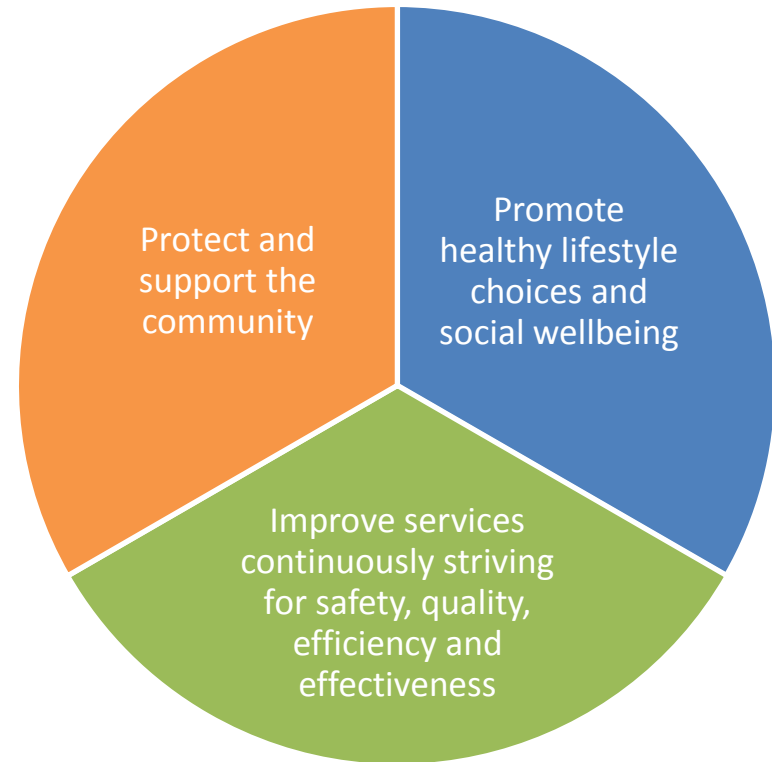 Protect and
support the
community
Promote
healthy lifestyle
choices and
social wellbeing
Improve services
continuously striving
for safety, quality,
efficiency and
effectiveness